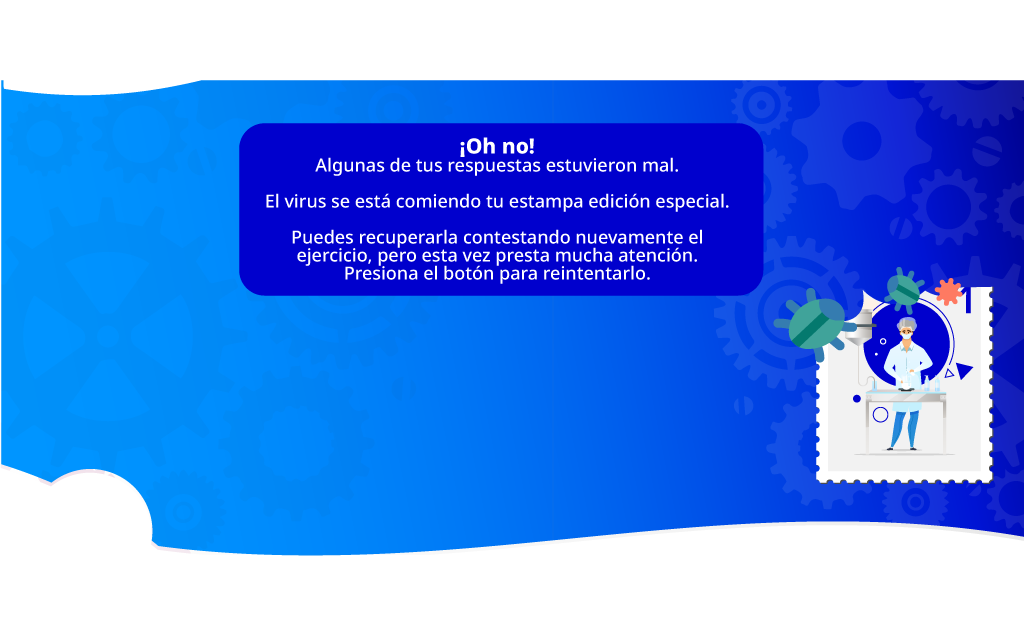 ¡Oh no!
Algunas de tus respuestas estuvieron mal.
El virus se está comiendo tu estampa edición especial.
Puedes recuperarla contestando nuevamente el
ejercicio, pero esta vez presta mucha atención.
Presiona el botón para reintentarlo.